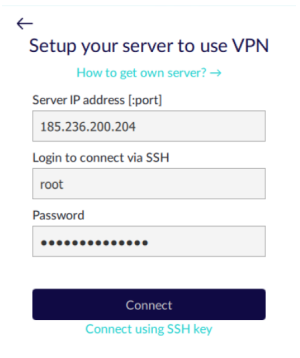 ←
Setup your server to use VPN
How to get own server? →
Server IP address [:port]
185.236.200.204
Login to connect via SSH
root
Password
●●●●●●●●●●●●●●
Connect
Connect using SSH key